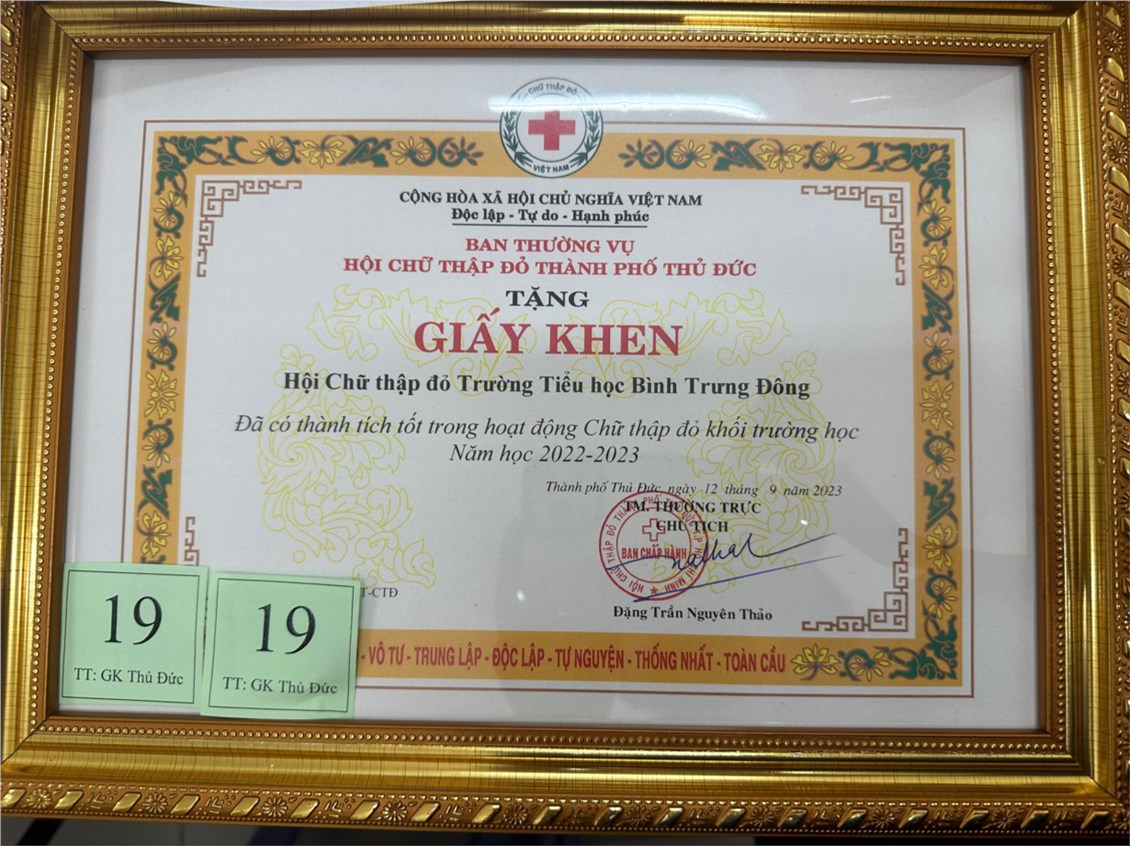 CHỮ THẬP ĐỎ
VIỆT NAM
CỘNG HÒA XÃ HỘI CHỦ NGHĨA VIỆT NAM
Độc lập - Tự do - Hạnh phúc
BAN THƯỜNG VỤ
HỘI CHỮ THẬP ĐỎ THÀNH PHỐ THỦ ĐỨC
TẶNG
GIẤY KHEN
Hội Chữ thập đỏ Trường Tiểu học Bình Trưng Đông
Đã có thành tích tốt trong hoạt động Chữ thập đỏ khối trường học
Năm học 2022-2023
Thành phố Thủ Đức, ngày 12 tháng 9 năm 2023
TM. THƯỜNG TRỰC
CHỦ TỊCH
BAN CHẤP HÀNH
Đặng Trần Nguyên Thảo
T-CTĐ
- VÔ TƯ - TRUNG LẬP - ĐỘC LẬP - TỰ NGUYỆN - THỐNG NHẤT - TOÀN CẦU
19
TT: GK Thủ Đức
19
TT: GK Thủ Đức